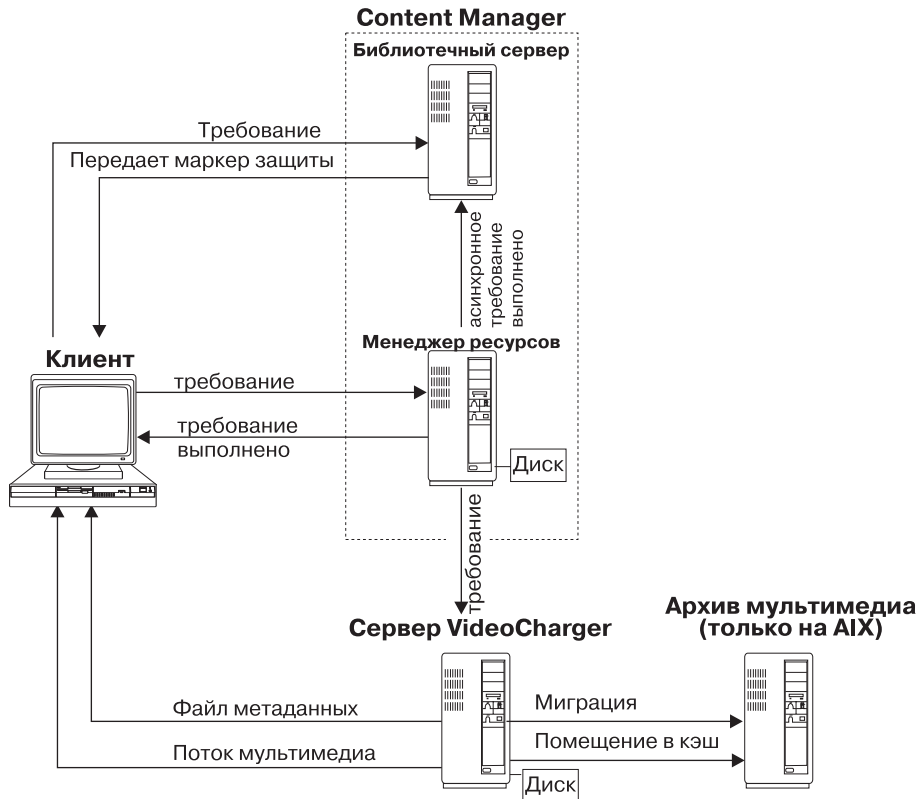 Content Manager
Библиотечный сервер
Требование
Передает маркер защиты
асинхронное
требование
выполнено
Менеджер ресурсов
Клиент
требование
требование
выполнено
Диск
требование
Сервер VideoCharger
Архив мультимедиа
(только на AIX)
Файл метаданных
Миграция
Поток мультимедиа
Помещение в кэш
Диск